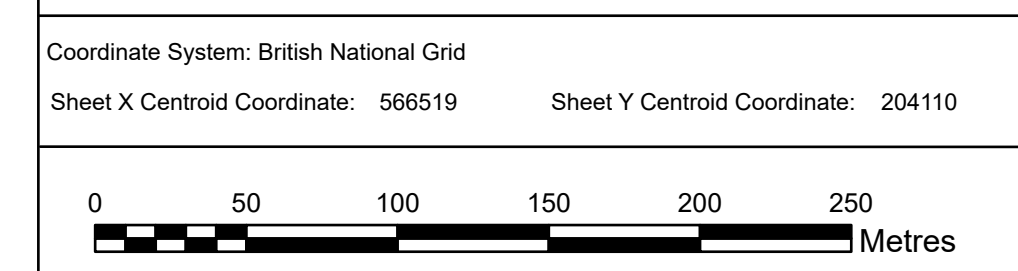 Coordinate System: British National Grid
Sheet X Centroid Coordinate: 566519 Sheet Y Centroid Coordinate: 204110
0 50 100 150 200 250
Metres